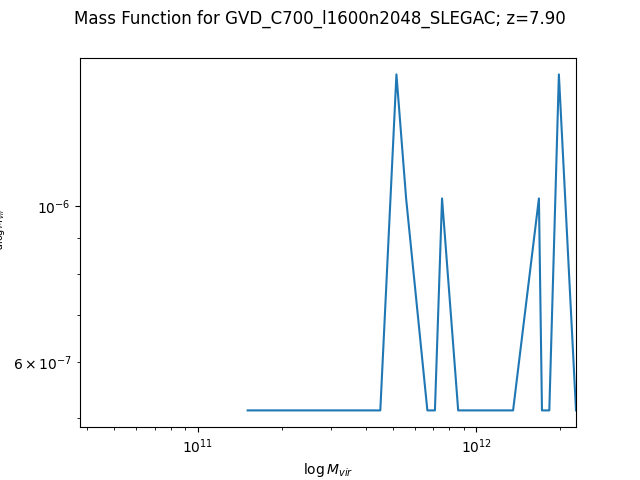 Mass Function for GVD_C700_l1600n2048_SLEGAC; z=7.90
10⁻⁶
6 × 10⁻⁷
10¹¹
10¹²
log M_vir